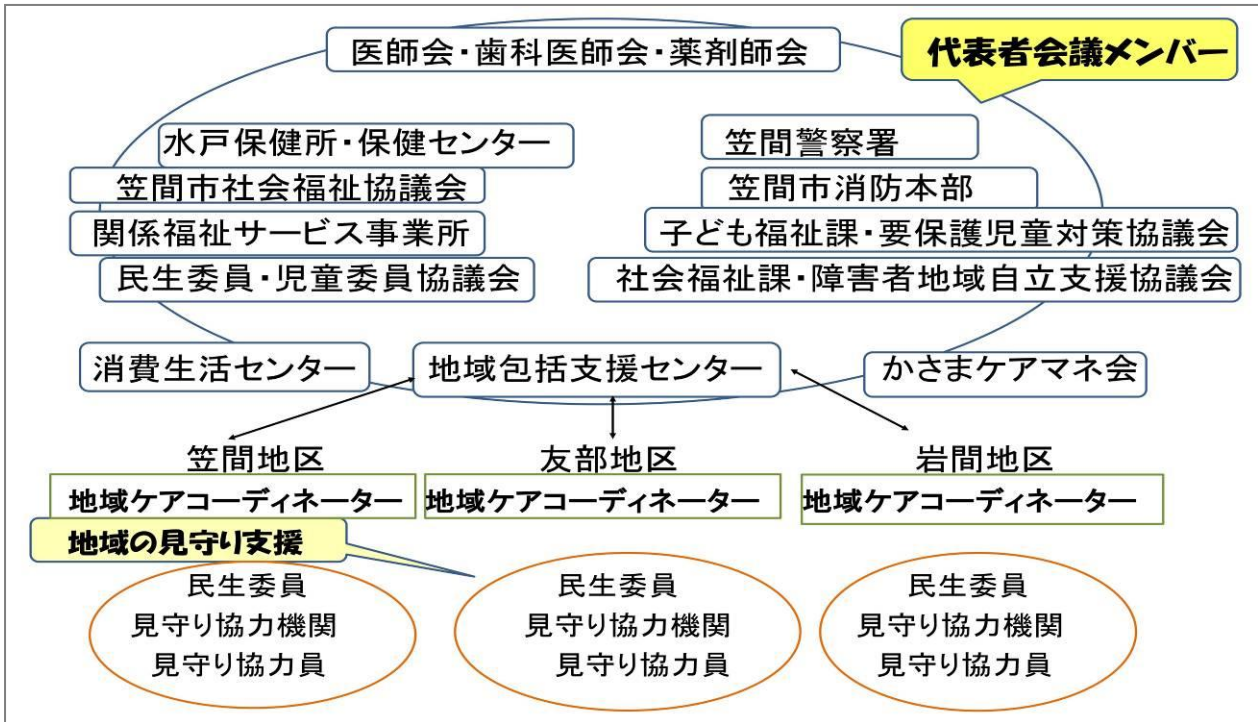 医師会・歯科医師会・薬剤師会
代表者会議メンバー
水戸保健所・保健センター
笠間市社会福祉協議会
関係福祉サービス事業所
民生委員・児童委員協議会
笠間警察署
笠間市消防本部
子ども福祉課・要保護児童対策協議会
社会福祉課・障害者地域自立支援協議会
消費生活センター
地域包括支援センター
かさまケアマネ会
笠間地区
地域ケアコーディネーター
友部地区
地域ケアコーディネーター
岩間地区
地域ケアコーディネーター
地域の見守り支援
民生委員
見守り協力機関
見守り協力員
民生委員
見守り協力機関
見守り協力員
民生委員
見守り協力機関
見守り協力員